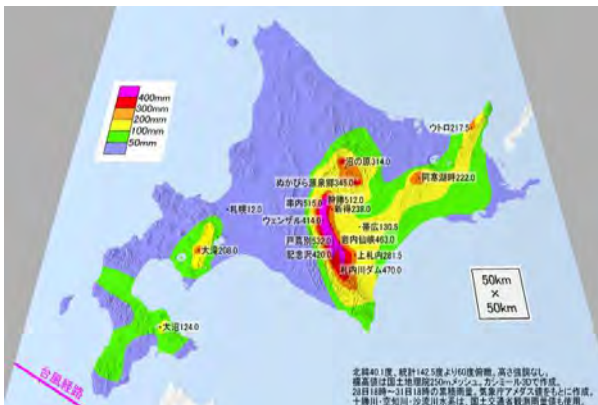 400mm
300mm
200mm
100mm
50mm
ウトロ217.5
沼の原314.0
阿寒湖畔222.0
ぬかびら源泉郷345.0
狩勝512.0
串内515.0
新得238.0
札幌12.0
ウェンザル414.0
帯広130.5
戸蔦別532.0
岩内仙峡463.0
大滝208.0
記念沢420.0
上札内281.5
札内川ダム470.0
50km
×
50km
大沼124.0
台風経路
北緯40.1度、統計142.5度より60度俯瞰。高さ強調なし。
標高値は国土地理院250mメッシュ。カシミール3Dで作成。
28日18時~31日18時の累積雨量。気象庁アメダス値をもとに作成。
十勝川・空知川・沙流川水系は、国土交通省観測雨量値も使用。